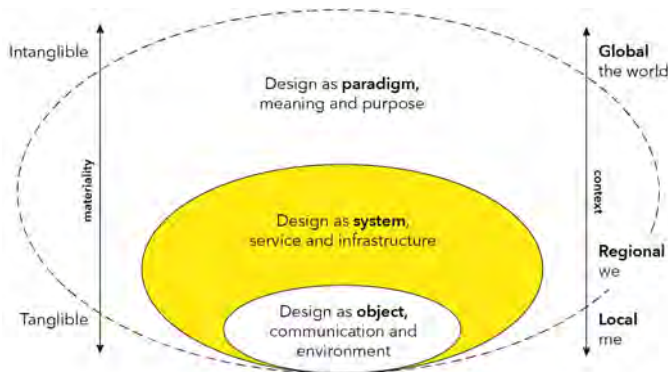 Intangible
Global
the world
Design as paradigm,
meaning and purpose
materiality
context
Design as system,
service and infrastructure
Regional
we
Tanglible
Design as object,
communication and
environment
Local
me